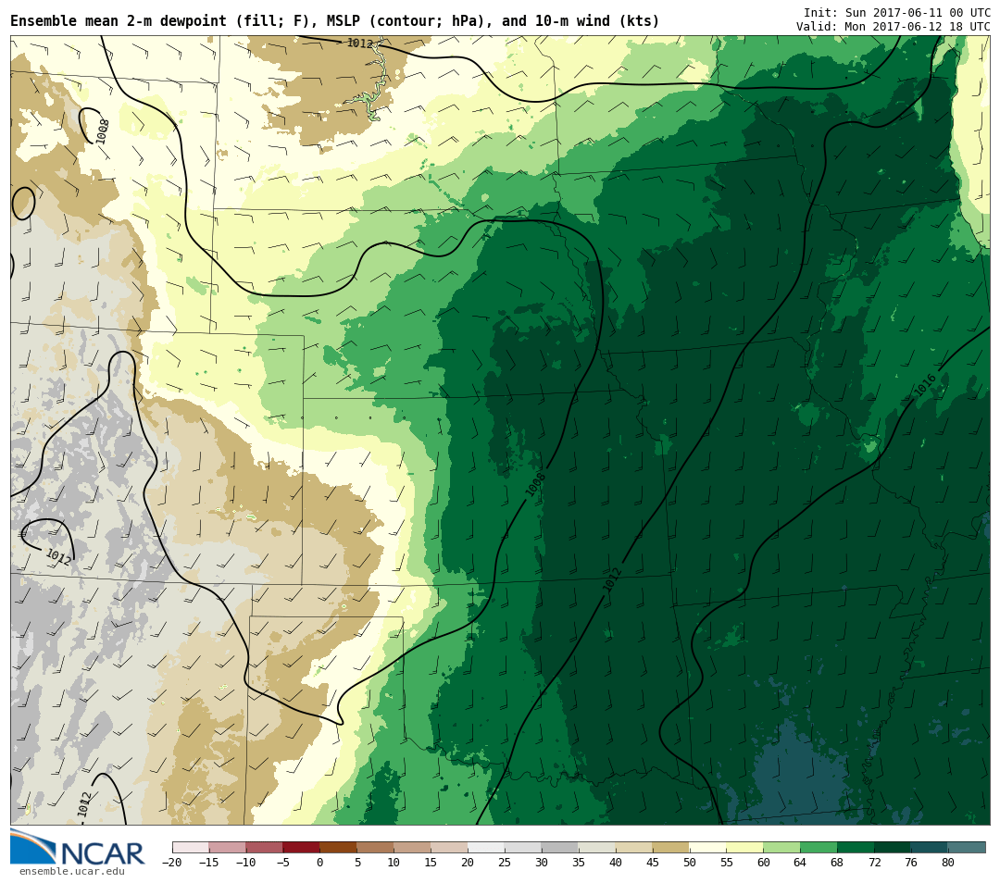 Ensemble mean 2-m dewpoint (fill; F), MSLP (contour; hPa), and 10-m wind (kts)
Init: Sun 2017-06-11 00 UTC
Valid: Mon 2017-06-12 18 UTC
1012
1008
1016
1008
1012
1012
1012
NCAR
ensemble.ucar.edu
−20 −15 −10 −5 0 5 10 15 20 25 30 35 40 45 50 55 60 64 68 72 76 80